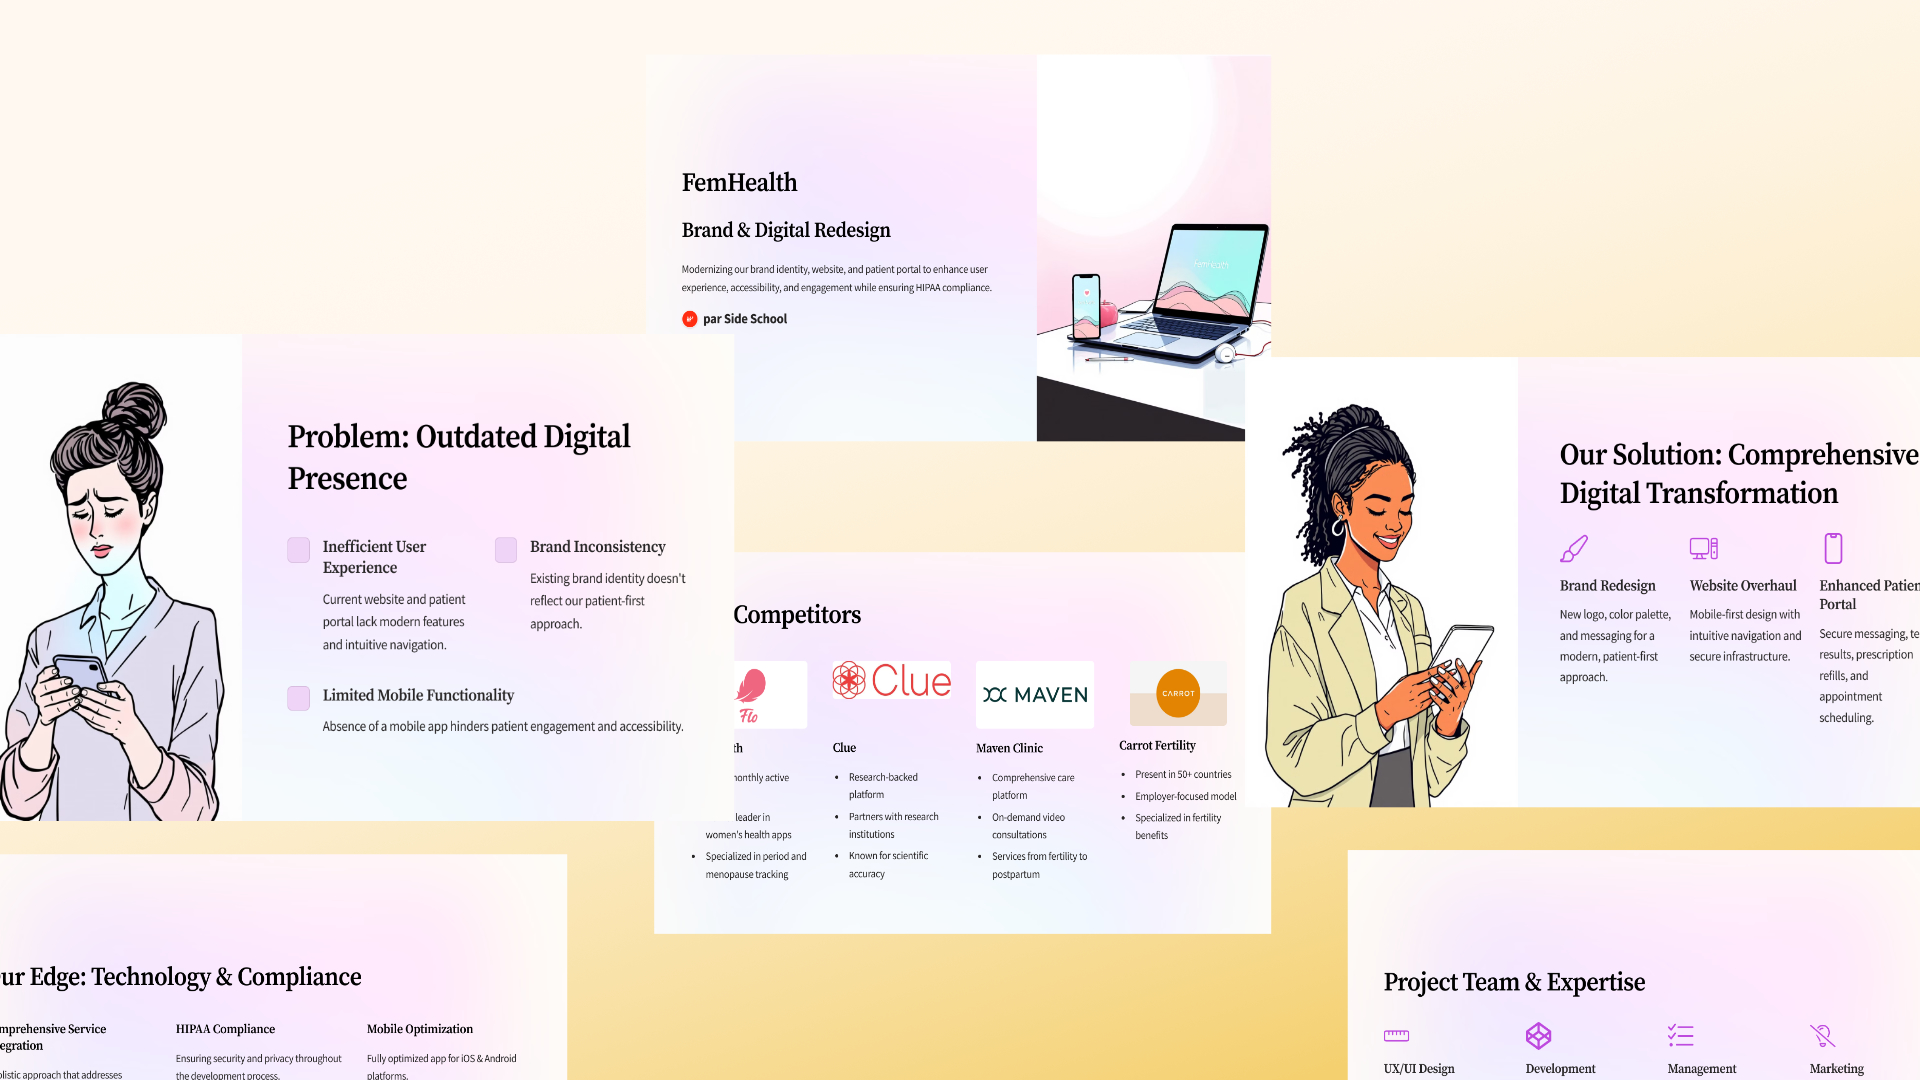 FemHealth
Brand & Digital Redesign
Modernizing our brand identity, website, and patient portal to enhance user
experience, accessibility, and engagement while ensuring HIPAA compliance.
par Side School
Problem: Outdated Digital
Presence
Inefficient User
Experience
Current website and patient
portal lack modern features
and intuitive navigation.
Brand Inconsistency
Existing brand identity doesn't
reflect our patient-first
approach.
Limited Mobile Functionality
Absence of a mobile app hinders patient engagement and accessibility.
Competitors
Flo
th
monthly active
leader in
women's health apps
Specialized in period and
menopause tracking
Clue
Clue
Research-backed
platform
Partners with research
institutions
Known for scientific
accuracy
MAVEN
Maven Clinic
Comprehensive care
platform
On-demand video
consultations
Services from fertility to
postpartum
CARROT
Carrot Fertility
Present in 50+ countries
Employer-focused model
Specialized in fertility
benefits
Our Solution: Comprehensive
Digital Transformation
Brand Redesign
New logo, color palette,
and messaging for a
modern, patient-first
approach.
Website Overhaul
Mobile-first design with
intuitive navigation and
secure infrastructure.
Enhanced Patien
Portal
Secure messaging, te
results, prescription
refills, and
appointment
scheduling.
ur Edge: Technology & Compliance
mprehensive Service
egration
olistic approach that addresses
HIPAA Compliance
Ensuring security and privacy throughout
the development process.
Mobile Optimization
Fully optimized app for iOS & Android
platforms.
Project Team & Expertise
UX/UI Design
Development
Management
Marketing